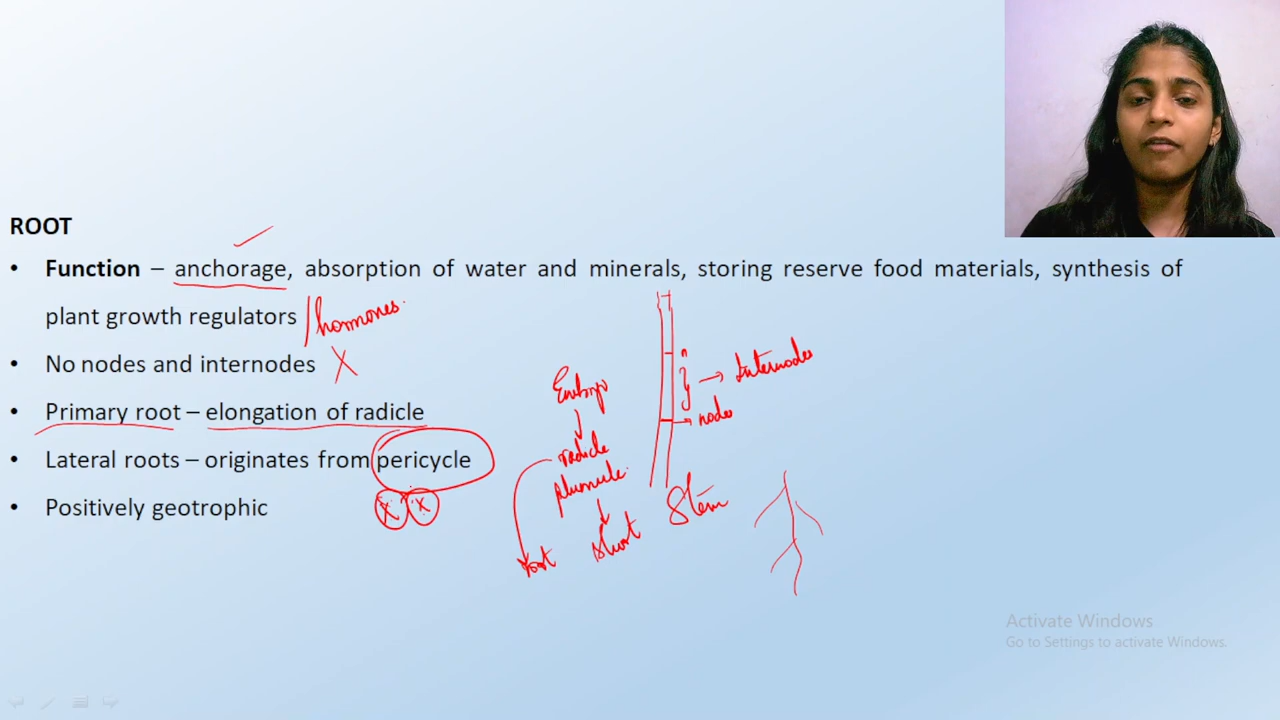 ROOT
• Function – anchorage, absorption of water and minerals, storing reserve food materials, synthesis of
plant growth regulators /hormones.
• No nodes and internodes X
• Primary root – elongation of radicle
• Lateral roots – originates from pericycle
• Positively geotrophic
X X
Embryo
radicle
plumule
root
shoot
n
Internodes
nodes
Stem
Activate Windows
Go to Settings to activate Windows.